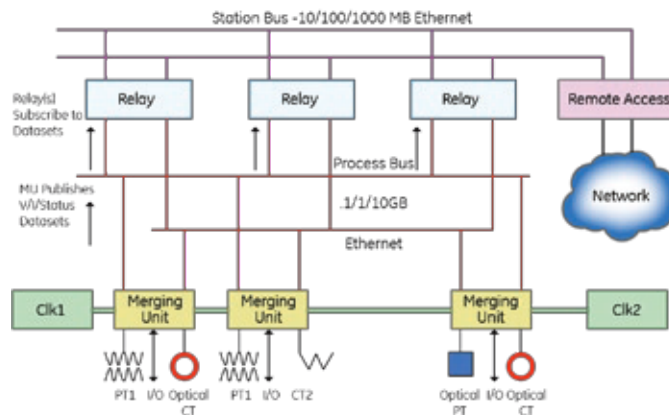 Station Bus -10/100/1000 MB Ethernet
Relay
Relay
Relay
Remote Access
Relay(s)
Subscribe to
Datasets
Process Bus
Network
MU Publishes
V/I/Status
Datasets
.1/1/10GB
Ethernet
Clk1
Merging
Unit
Merging
Unit
Merging
Unit
Clk2
PT1
I/O
Optical
CT
PT1
I/O
CT2
Optical
PT
I/O
Optical
CT